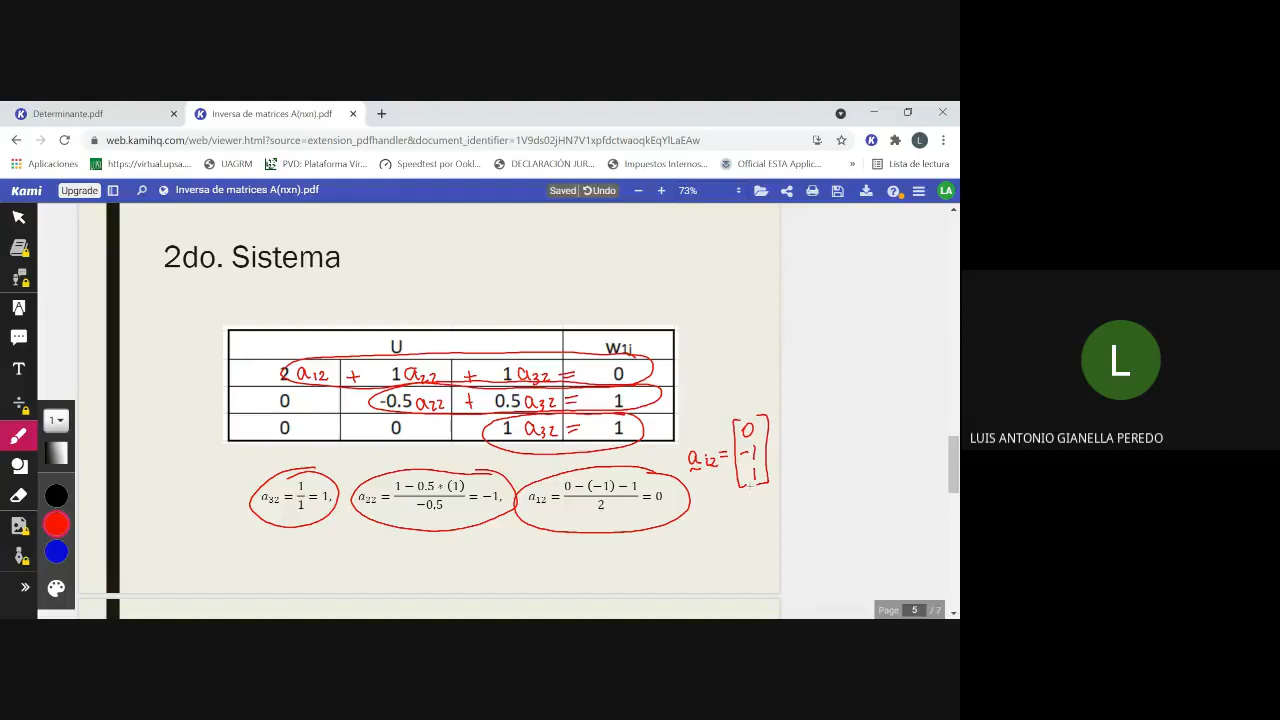 Determinante.pdf
Inversa de matrices A(nxn).pdf
web.kamihq.com/web/viewer.html?source=extension_pdfhandler&document_identifier=1V9ds02jHN7V1xpfdctwaoqkEqYlLaEAw
Aplicaciones
https://virtual.upsa...
UAGRM
PVD: Plataforma Vir...
Speedtest por Ookl...
DECLARACIÓN JUR...
Impuestos Internos...
Official ESTA Applic...
Lista de lectura
Kami Upgrade Inversa de matrices A(nxn).pdf Saved Undo 73% LA
2do. Sistema
U W1j
2 a12 + 1 a22 + 1 a32 = 0
0 -0.5 a22 + 0.5 a32 = 1
0 0 1 a32 = 1
a32 = 1/1 = 1, a22 = (1 − 0.5 ∗ (1))/−0,5 = −1, a12 = (0 − (−1) − 1)/2 = 0
ai2 = [0
-1
1]
1
L
LUIS ANTONIO GIANELLA PEREDO
Page 5 / 7